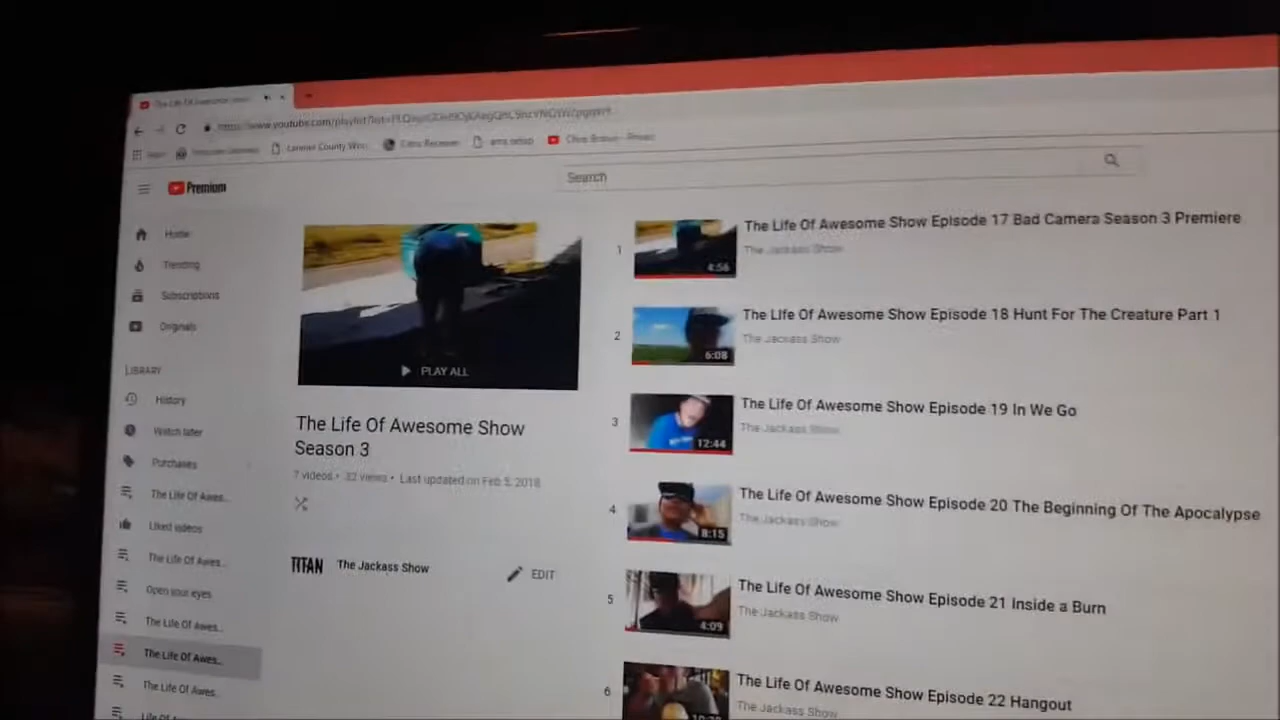 The Life Of Awesome Show
Search
Premium
Home
Trending
Subscriptions
Originals
LIBRARY
History
Watch later
Purchases
The Life Of Awes...
Liked videos
The Life Of Awes...
Open your eyes
The Life Of Awes...
The Life Of Awes...
The Life Of Awes...
PLAY ALL
The Life Of Awesome Show
Season 3
7 videos • 32 views • Last updated on Feb 5, 2018
TITAN
The Jackass Show
EDIT
1
4:56
The Life Of Awesome Show Episode 17 Bad Camera Season 3 Premiere
The Jackass Show
2
6:08
The Life Of Awesome Show Episode 18 Hunt For The Creature Part 1
The Jackass Show
3
12:44
The Life Of Awesome Show Episode 19 In We Go
The Jackass Show
4
8:15
The Life Of Awesome Show Episode 20 The Beginning Of The Apocalypse
The Jackass Show
5
4:09
The Life Of Awesome Show Episode 21 Inside a Burn
The Jackass Show
6
The Life Of Awesome Show Episode 22 Hangout
The Jackass Show